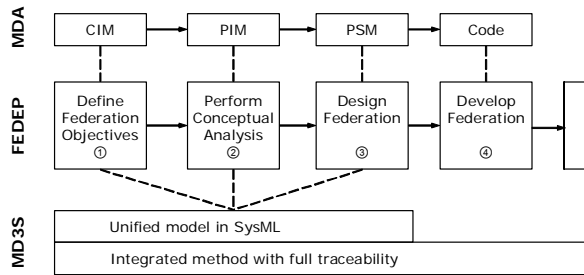 MDA
CIM
PIM
PSM
Code
FEDEP
Define
Federation
Objectives
①
Perform
Conceptual
Analysis
②
Design
Federation
③
Develop
Federation
④
MD3S
Unified model in SysML
Integrated method with full traceability